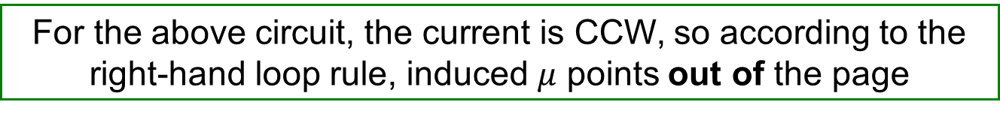 For the above circuit, the current is CCW, so according to the
right-hand loop rule, induced 𝜇 points out of the page